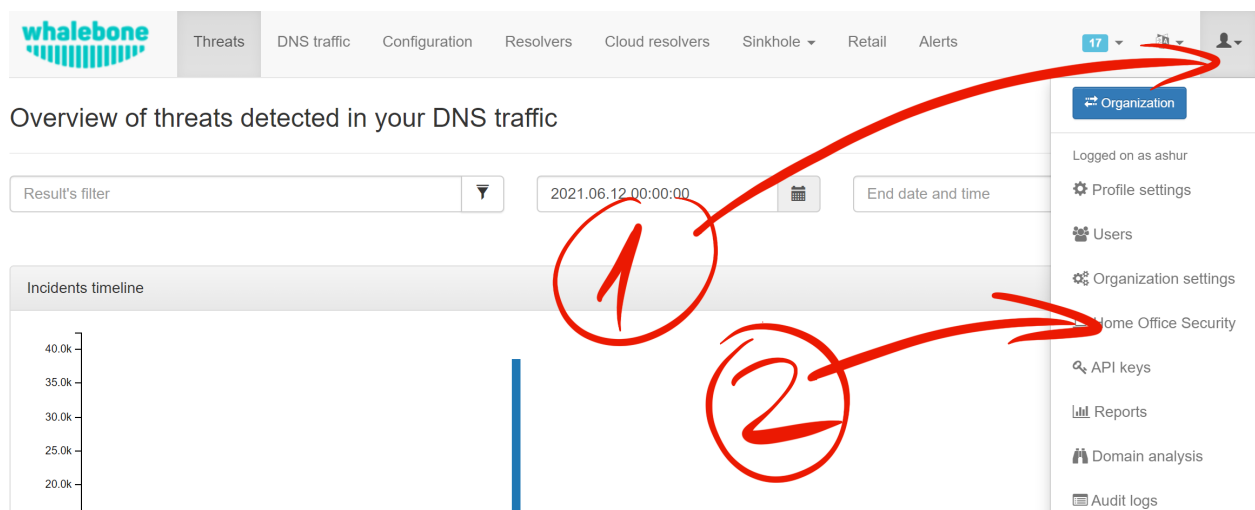 whalebone
Threats DNS traffic Configuration Resolvers Cloud resolvers Sinkhole Retail Alerts 17
Organization
Overview of threats detected in your DNS traffic
Logged on as ashur
Result's filter 2021.06.12 00:00:00 End date and time
Profile settings
Users
1
Incidents timeline
Organization settings
Home Office Security
2
40.0k
API keys
35.0k
Reports
30.0k
25.0k
Domain analysis
20.0k
Audit logs